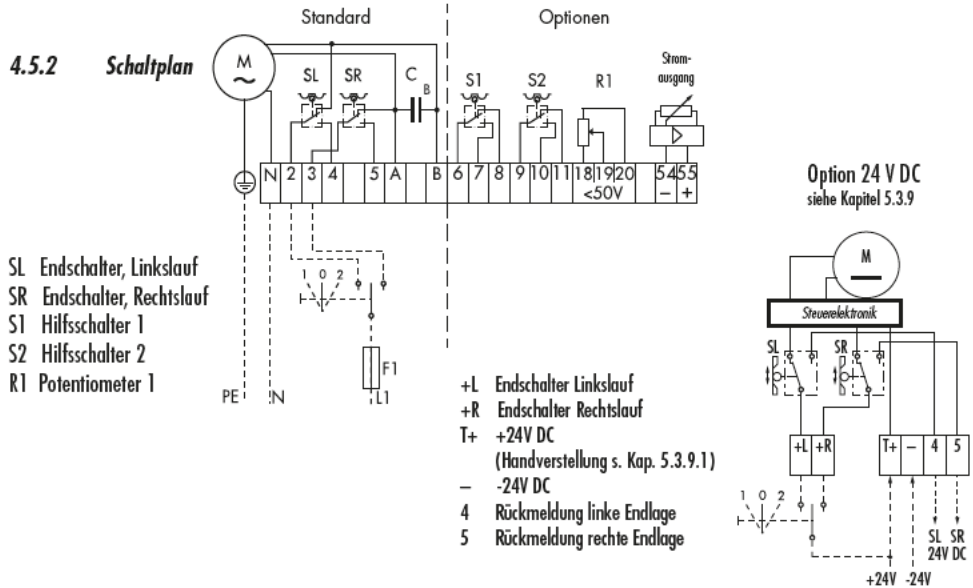 Standard
Optionen
4.5.2 Schaltplan
M
~
SL
SR
C
B
S1
S2
R1
Strom-
ausgang
N 2 3 4 5 A B 6 7 8 9 10 11 18 19 20 54 55
<50V
− +
1 0 2
F1
PE
N
L1
SL Endschalter, Linkslauf
SR Endschalter, Rechtslauf
S1 Hilfsschalter 1
S2 Hilfsschalter 2
R1 Potentiometer 1
+L Endschalter Linkslauf
+R Endschalter Rechtslauf
T+ +24V DC
(Handverstellung s. Kap. 5.3.9.1)
– -24V DC
4 Rückmeldung linke Endlage
5 Rückmeldung rechte Endlage
Option 24 V DC
siehe Kapitel 5.3.9
M
Steuerelektronik
SL
SR
+L +R T+ – 4 5
1 0 2
SL SR
24V DC
+24V -24V